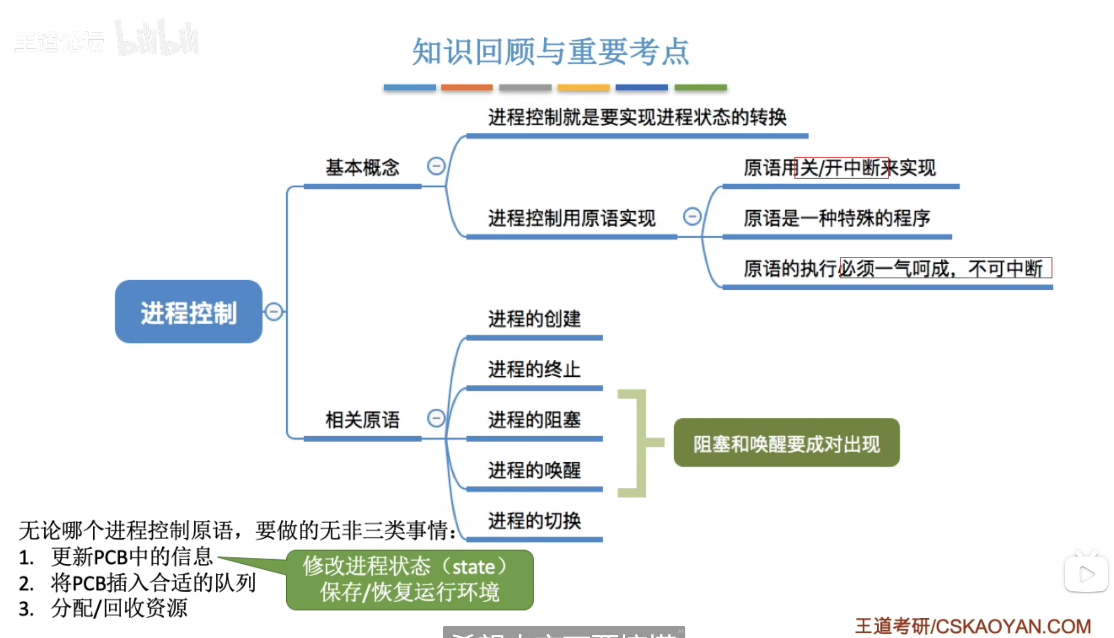 王道论坛 bilibili
知识回顾与重要考点
进程控制就是要实现进程状态的转换
基本概念
原语用关/开中断来实现
进程控制用原语实现
原语是一种特殊的程序
原语的执行必须一气呵成，不可中断
进程控制
进程的创建
进程的终止
相关原语
进程的阻塞
阻塞和唤醒要成对出现
进程的唤醒
进程的切换
无论哪个进程控制原语，要做的无非三类事情：
1. 更新PCB中的信息
修改进程状态（state）
保存/恢复运行环境
2. 将PCB插入合适的队列
3. 分配/回收资源
王道考研/CSKAOYAN.COM